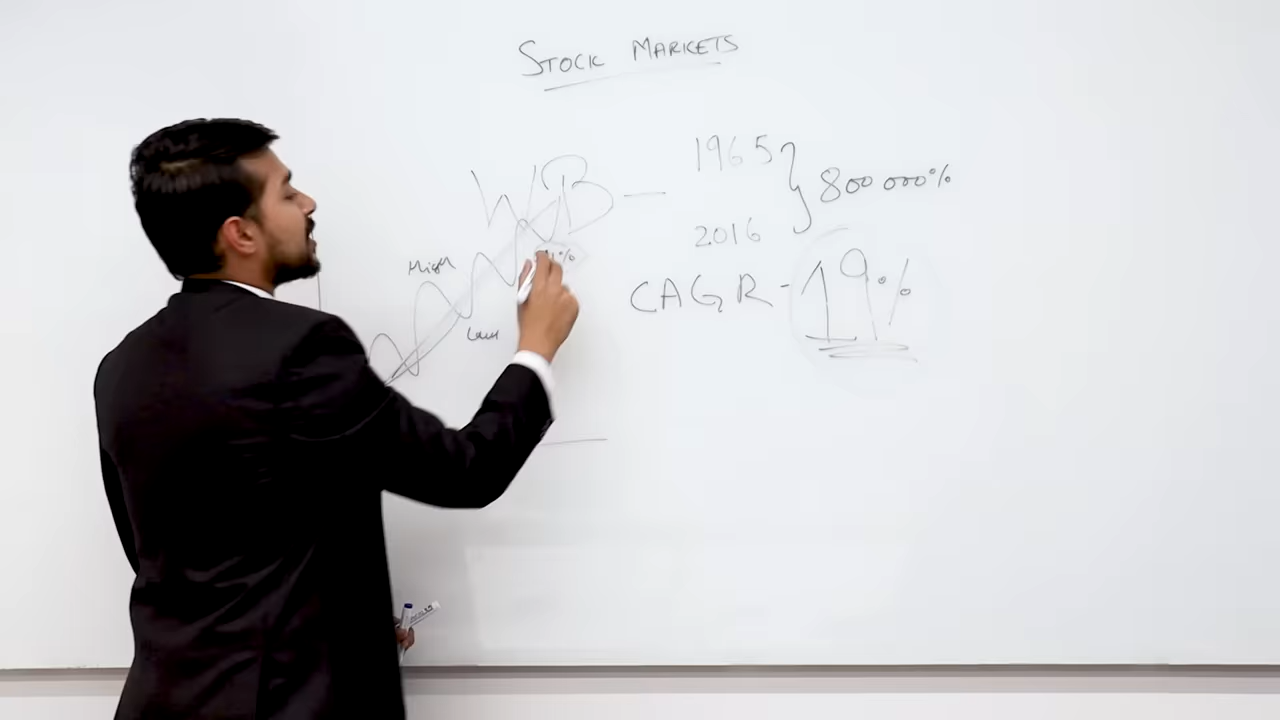 STOCK MARKETS
WB — 1965
2016
} 800 000%
CAGR - 19%
High
Low